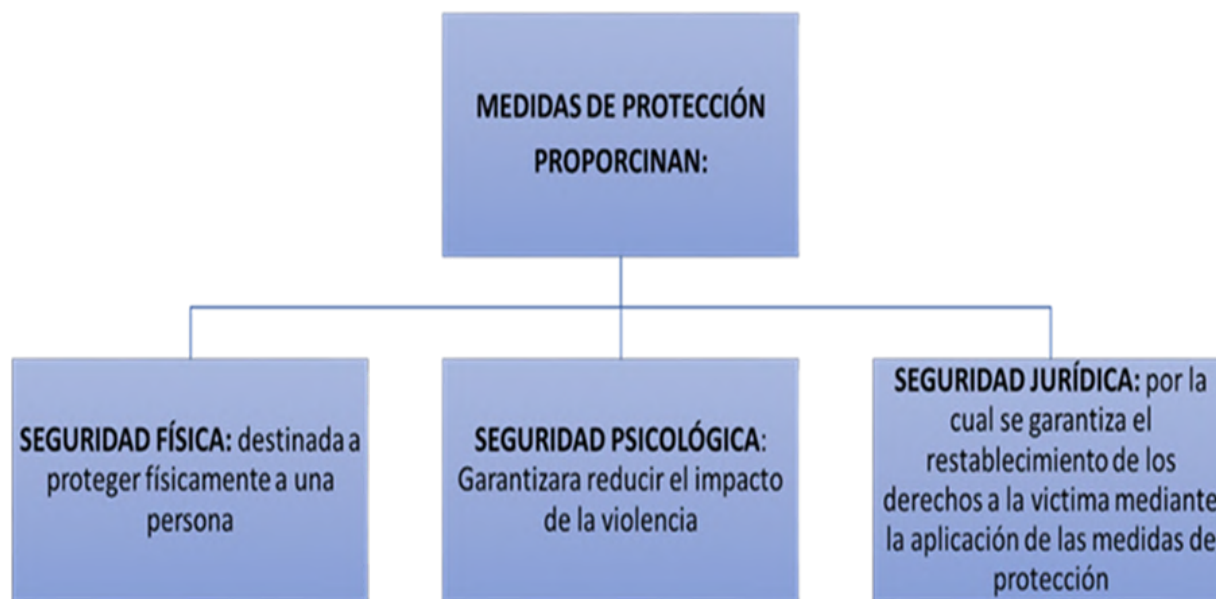 MEDIDAS DE PROTECCIÓN
PROPORCINAN:
SEGURIDAD FÍSICA: destinada a
proteger físicamente a una
persona
SEGURIDAD PSICOLÓGICA:
Garantizara reducir el impacto
de la violencia
SEGURIDAD JURÍDICA: por la
cual se garantiza el
restablecimiento de los
derechos a la victima mediante
la aplicación de las medidas de
protección